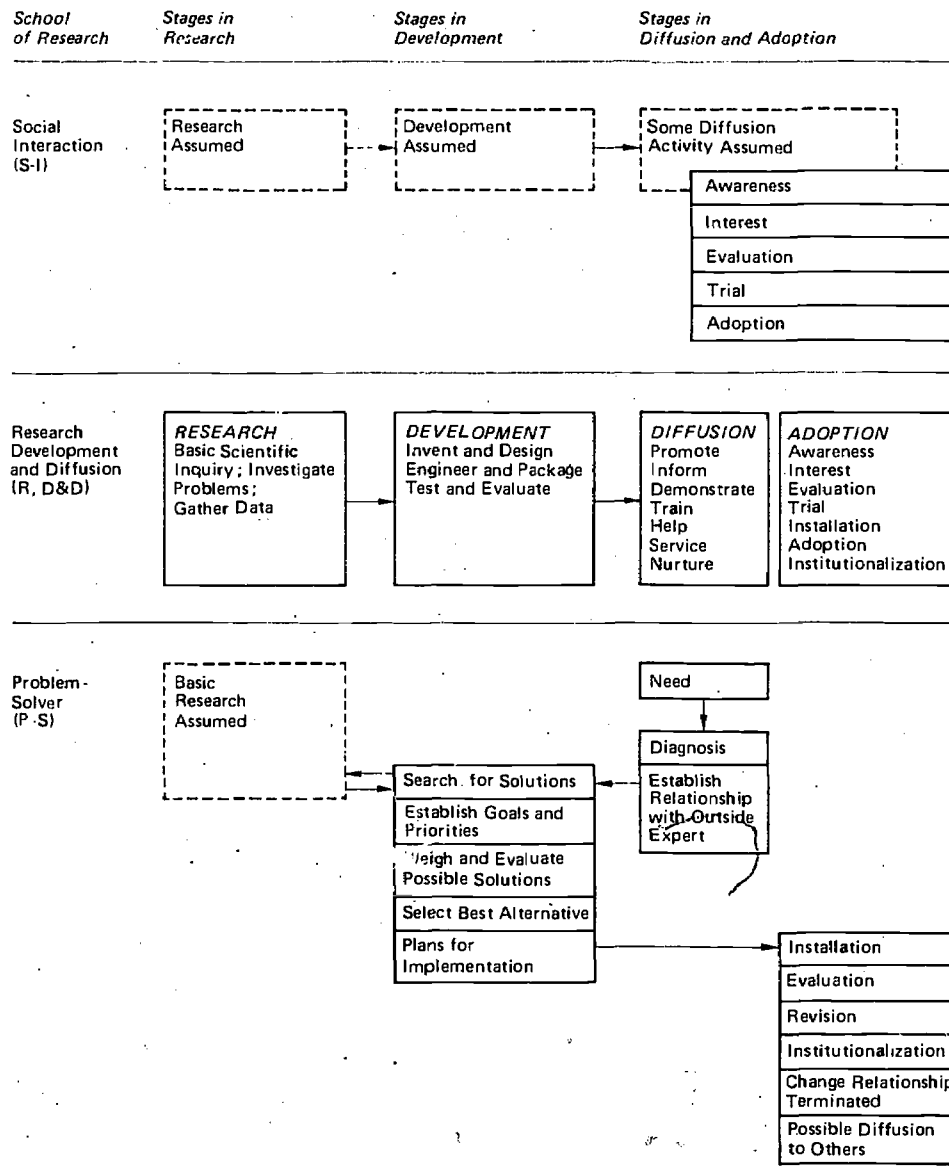 School
of Research
Stages in
Research
Stages in
Development
Stages in
Diffusion and Adoption
Social
Interaction
(S-I)
Research
Assumed
Development
Assumed
Some Diffusion
Activity Assumed
Awareness
Interest
Evaluation
Trial
Adoption
Research
Development
and Diffusion
(R, D&D)
RESEARCH
Basic Scientific
Inquiry; Investigate
Problems;
Gather Data
DEVELOPMENT
Invent and Design
Engineer and Package
Test and Evaluate
DIFFUSION
Promote
Inform
Demonstrate
Train
Help
Service
Nurture
ADOPTION
Awareness
Interest
Evaluation
Trial
Installation
Adoption
Institutionalization
Problem-
Solver
(P-S)
Basic
Research
Assumed
Need
Diagnosis
Establish
Relationship
with Outside
Expert
Search for Solutions
Establish Goals and
Priorities
Weigh and Evaluate
Possible Solutions
Select Best Alternative
Plans for
Implementation
Installation
Evaluation
Revision
Institutionalization
Change Relationship
Terminated
Possible Diffusion
to Others